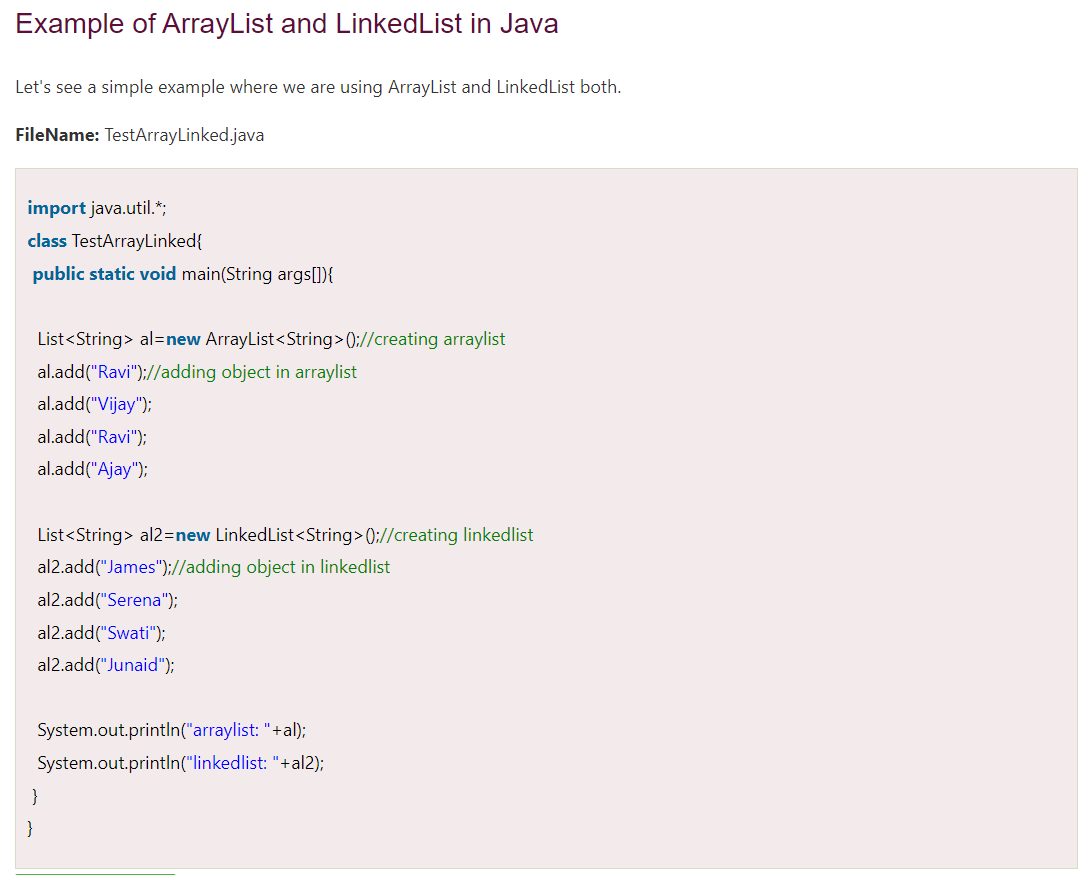 Example of ArrayList and LinkedList in Java
Let's see a simple example where we are using ArrayList and LinkedList both.
FileName: TestArrayLinked.java
import java.util.*;
class TestArrayLinked{
public static void main(String args[]){
List<String> al=new ArrayList<String>();//creating arraylist
al.add("Ravi");//adding object in arraylist
al.add("Vijay");
al.add("Ravi");
al.add("Ajay");
List<String> al2=new LinkedList<String>();//creating linkedlist
al2.add("James");//adding object in linkedlist
al2.add("Serena");
al2.add("Swati");
al2.add("Junaid");
System.out.println("arraylist: "+al);
System.out.println("linkedlist: "+al2);
}
}